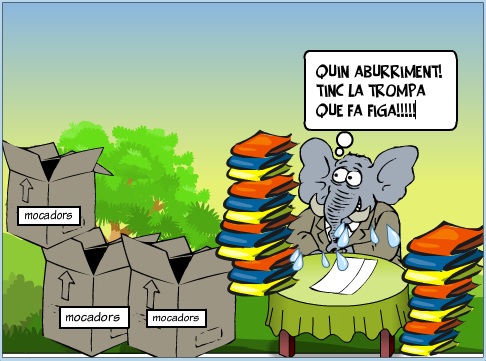 QUIN ABURRIMENT!
TINC LA TROMPA
QUE FA FIGA!!!!!
mocadors
mocadors
mocadors